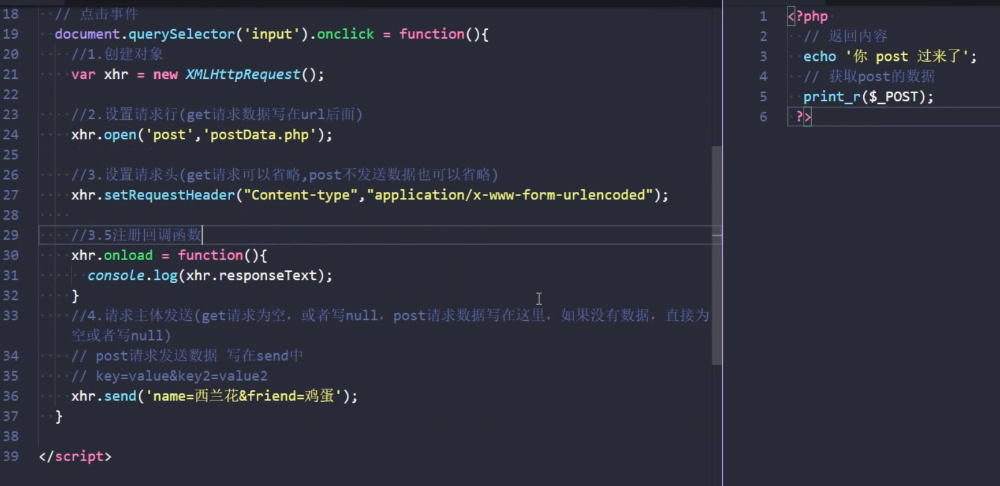 18 // 点击事件
19 document.querySelector('input').onclick = function(){
20 //1.创建对象
21 var xhr = new XMLHttpRequest();
22
23 //2.设置请求行(get请求数据写在url后面)
24 xhr.open('post','postData.php');
25
26 //3.设置请求头(get请求可以省略,post不发送数据也可以省略)
27 xhr.setRequestHeader("Content-type","application/x-www-form-urlencoded");
28
29 //3.5注册回调函数
30 xhr.onload = function(){
31 console.log(xhr.responseText);
32 }
33 //4.请求主体发送(get请求为空，或者写null，post请求数据写在这里，如果没有数据，直接为
空或者写null)
34 // post请求发送数据 写在send中
35 // key=value&key2=value2
36 xhr.send('name=西兰花&friend=鸡蛋');
37 }
38
39 </script>
1 <?php
2 // 返回内容
3 echo '你 post 过来了';
4 // 获取post的数据
5 print_r($_POST);
6 ?>